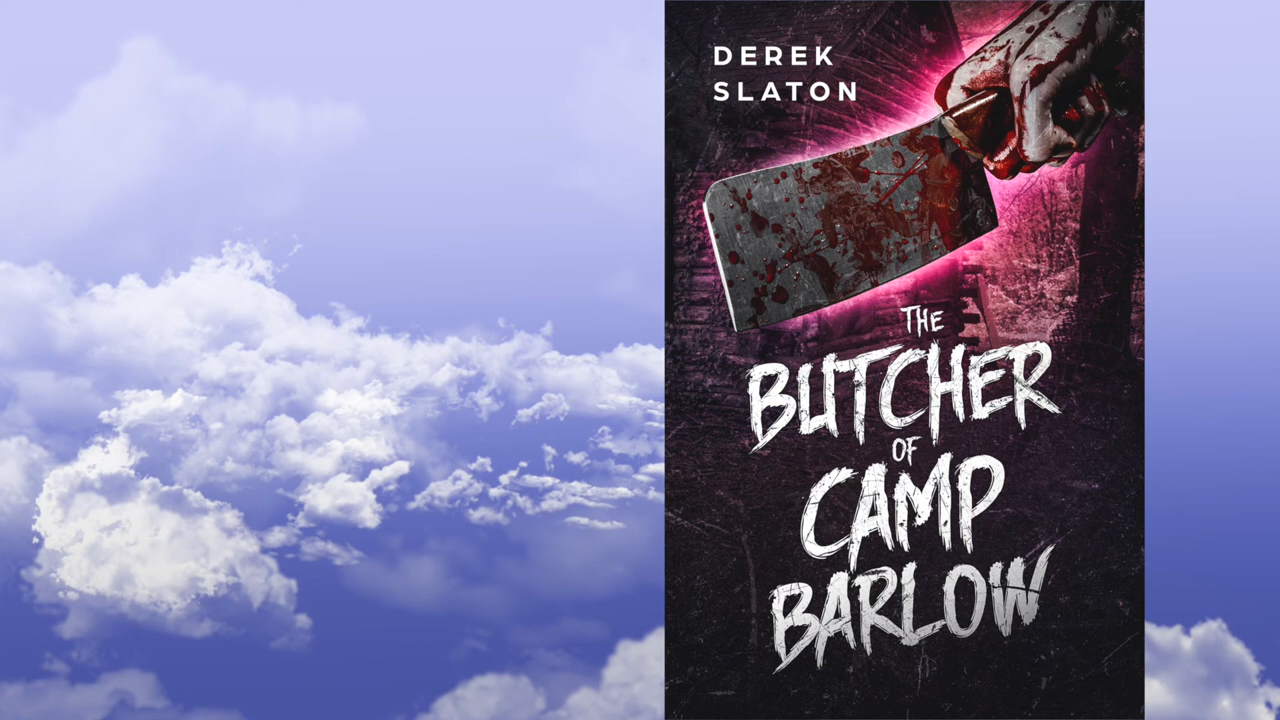 DEREK
SLATON
THE
BUTCHER
OF
CAMP
BARLOW